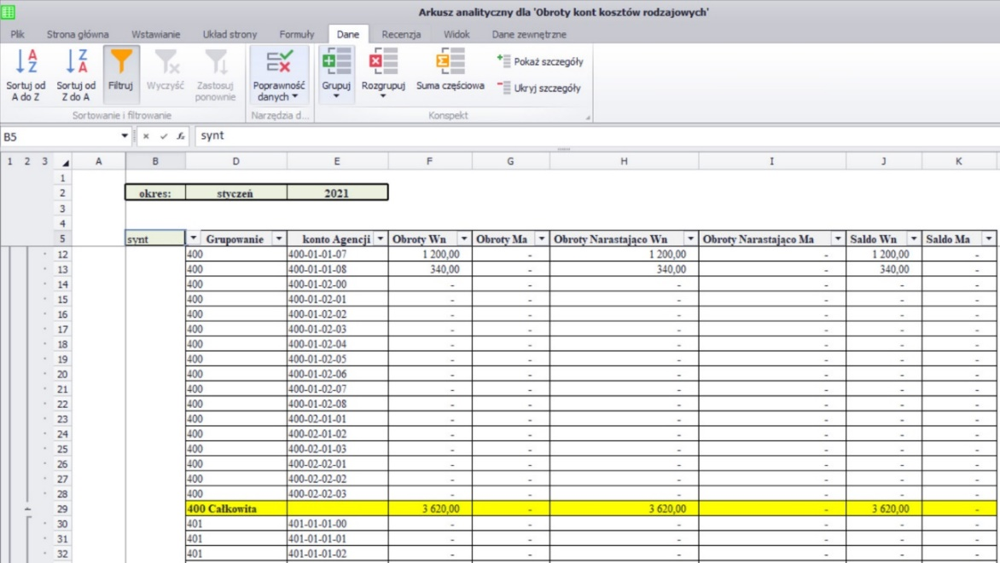 Arkusz analityczny dla 'Obroty kont kosztów rodzajowych'
Plik Strona główna Wstawianie Układ strony Formuły Dane Recenzja Widok Dane zewnętrzne
Sortuj od A do Z Sortuj od Z do A Filtruj Wyczyść Zastosuj ponownie Poprawność danych Grupuj Rozgrupuj Suma częściowa Pokaż szczegóły
Ukryj szczegóły
Sortowanie i filtrowanie Narzędzia d... Konspekt
B5 synt
1 2 3 A B D E F G H I J K
1
2 okres: styczeń 2021
3
4
5 synt Grupowanie konto Agencji Obroty Wn Obroty Ma Obroty Narastająco Wn Obroty Narastająco Ma Saldo Wn Saldo Ma
12 400 400-01-01-07 1 200,00 - 1 200,00 - 1 200,00 -
13 400 400-01-01-08 340,00 - 340,00 - 340,00 -
14 400 400-01-02-00 - - - - - -
15 400 400-01-02-01 - - - - - -
16 400 400-01-02-02 - - - - - -
17 400 400-01-02-03 - - - - - -
18 400 400-01-02-04 - - - - - -
19 400 400-01-02-05 - - - - - -
20 400 400-01-02-06 - - - - - -
21 400 400-01-02-07 - - - - - -
22 400 400-01-02-08 - - - - - -
23 400 400-02-01-01 - - - - - -
24 400 400-02-01-02 - - - - - -
25 400 400-02-01-03 - - - - - -
26 400 400-02-02-01 - - - - - -
27 400 400-02-02-02 - - - - - -
28 400 400-02-02-03 - - - - - -
29 400 Całkowita 3 620,00 - 3 620,00 - 3 620,00 -
30 401 401-01-01-00 - - - - - -
31 401 401-01-01-01 - - - - - -
32 401 401-01-01-02 - - - - - -